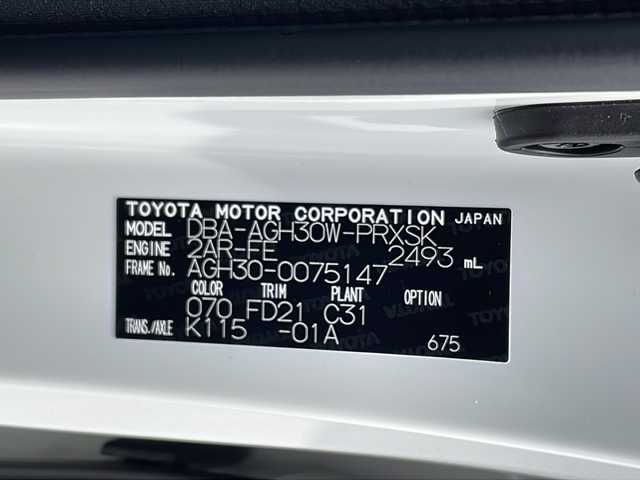 TOYOTA MOTOR CORPORATION JAPAN
MODEL DBA-AGH30W-PRXSK
ENGINE 2AR-FE 2493 mL
FRAME No. AGH30-0075147
COLOR TRIM PLANT OPTION
070 FD21 C31
TRANS./AXLE K115 -01A 675